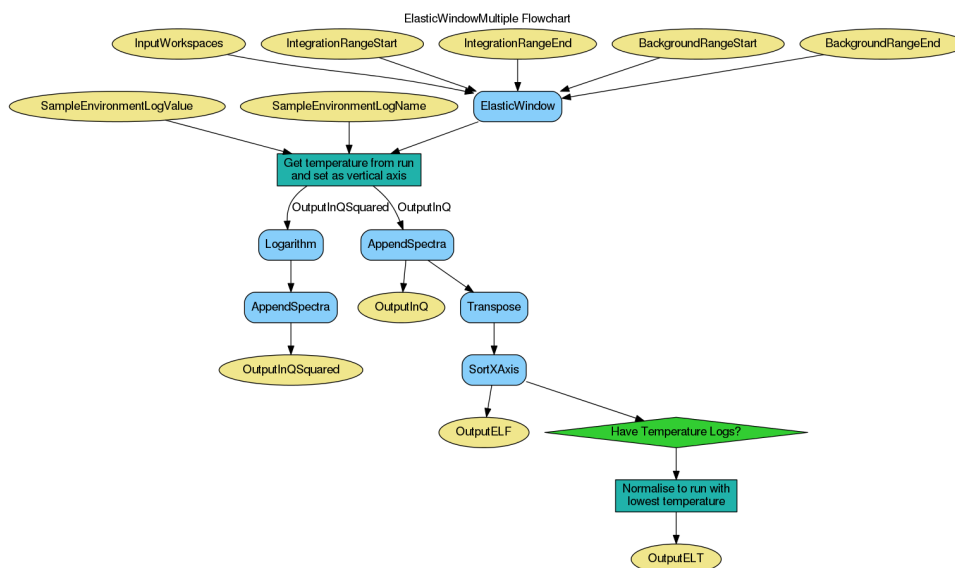 ElasticWindowMultiple Flowchart
InputWorkspaces
IntegrationRangeStart
IntegrationRangeEnd
BackgroundRangeStart
BackgroundRangeEnd
SampleEnvironmentLogValue
SampleEnvironmentLogName
ElasticWindow
Get temperature from run
and set as vertical axis
OutputInQSquared
OutputInQ
Logarithm
AppendSpectra
AppendSpectra
OutputInQ
Transpose
OutputInQSquared
SortXAxis
OutputELF
Have Temperature Logs?
Normalise to run with
lowest temperature
OutputELT